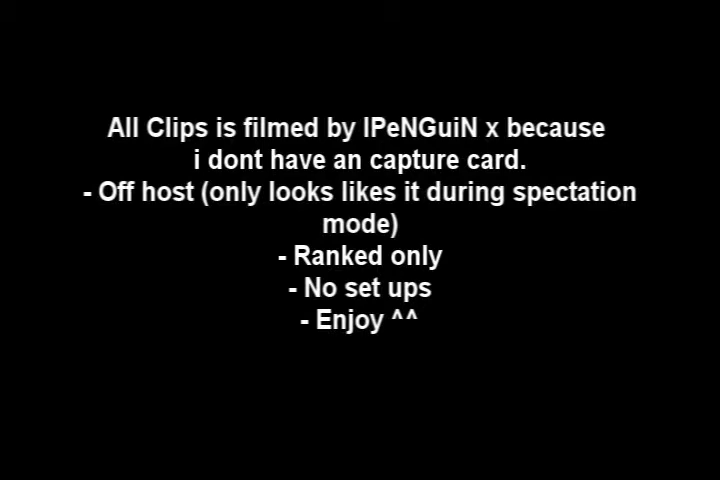 All Clips is filmed by IPeNGuiN x because
i dont have an capture card.
- Off host (only looks likes it during spectation
mode)
- Ranked only
- No set ups
- Enjoy ^^